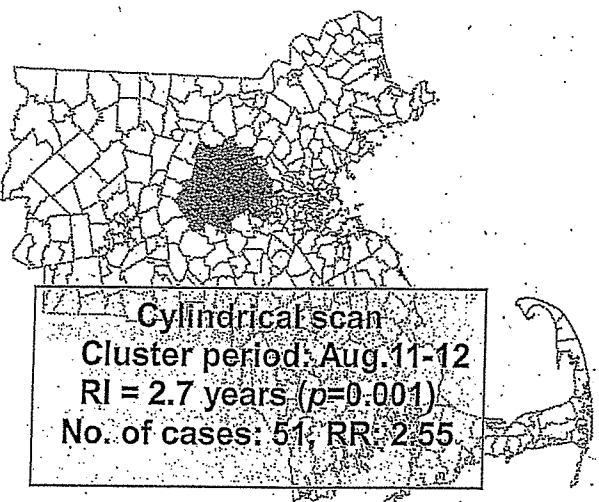 Cylindrical scan
Cluster period: Aug.11-12
RI = 2.7 years (p=0.001)
No. of cases: 51, RR: 2.55